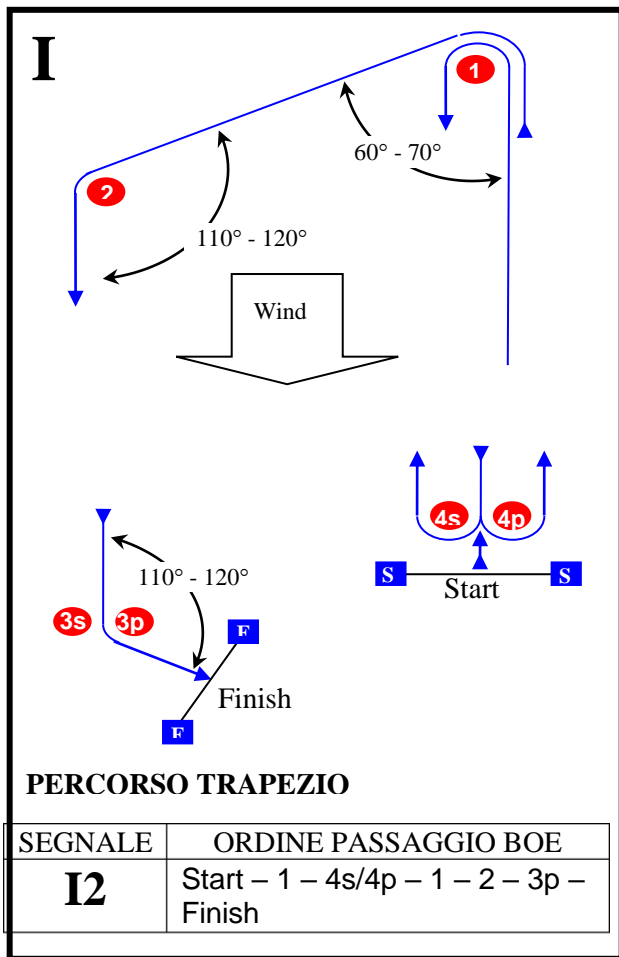 I
1
60° - 70°
2
110° - 120°
Wind
4s 4p
110° - 120°
S S
Start
3s 3p
F
Finish
F
PERCORSO TRAPEZIO
SEGNALE ORDINE PASSAGGIO BOE
I2 Start – 1 – 4s/4p – 1 – 2 – 3p –
Finish